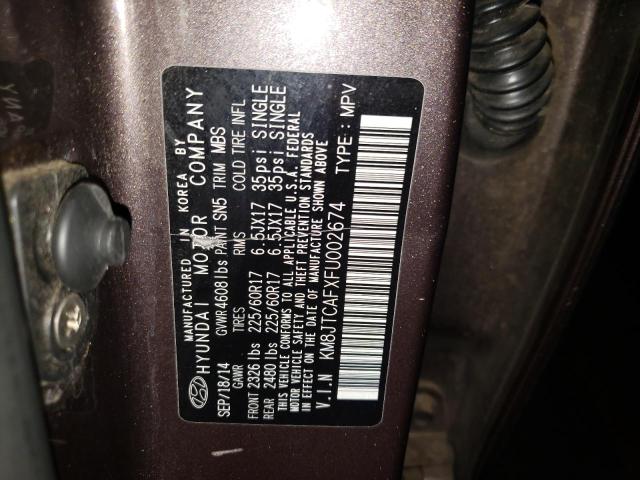 MANUFACTURED IN KOREA BY
HYUNDAI MOTOR COMPANY
SEP/18/14 GVWR 4608 lbs PAINT SN5 TRIM MBS
GAWR TIRES RIMS COLD TIRE INFL
FRONT 2326 lbs 225/60R17 6.5JX17 35psi SINGLE
REAR 2480 lbs 225/60R17 6.5JX17 35psi SINGLE
THIS VEHICLE CONFORMS TO ALL APPLICABLE U.S.A. FEDERAL
MOTOR VEHICLE SAFETY AND THEFT PREVENTION STANDARDS
IN EFFECT ON THE DATE OF MANUFACTURE SHOWN ABOVE
V.I.N KM8JTCAFXFU002674 TYPE: MPV